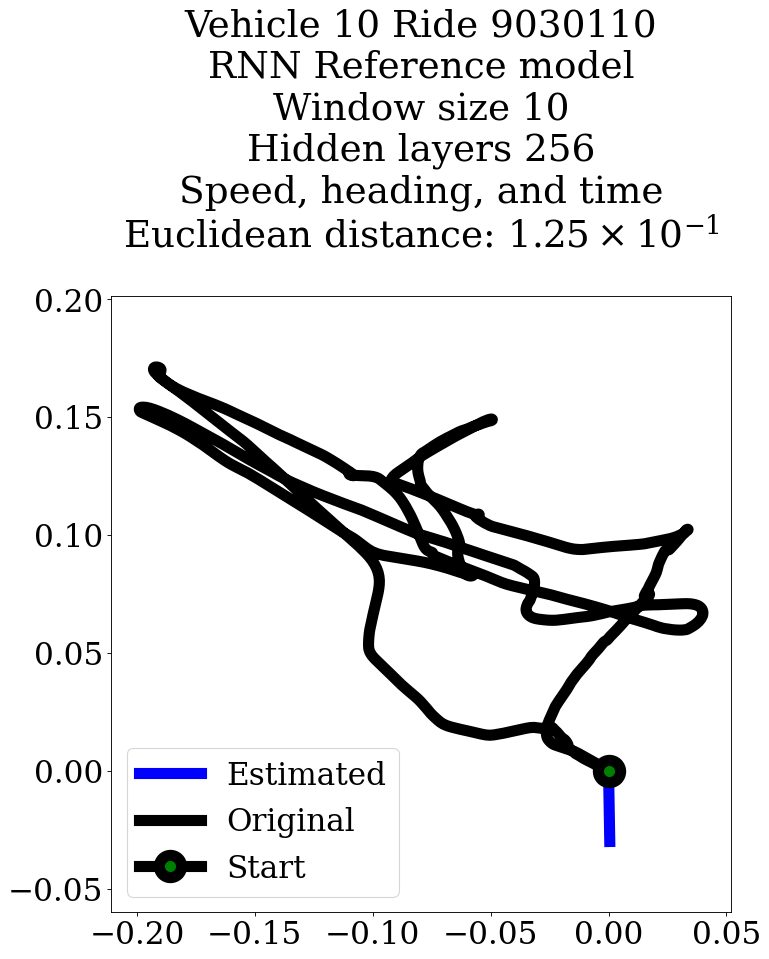 Vehicle 10 Ride 9030110
RNN Reference model
Window size 10
Hidden layers 256
Speed, heading, and time
Euclidean distance: 1.25 × 10⁻¹
0.20
0.15
0.10
0.05
0.00
−0.05
Estimated
Original
Start
−0.20 −0.15 −0.10 −0.05 0.00 0.05